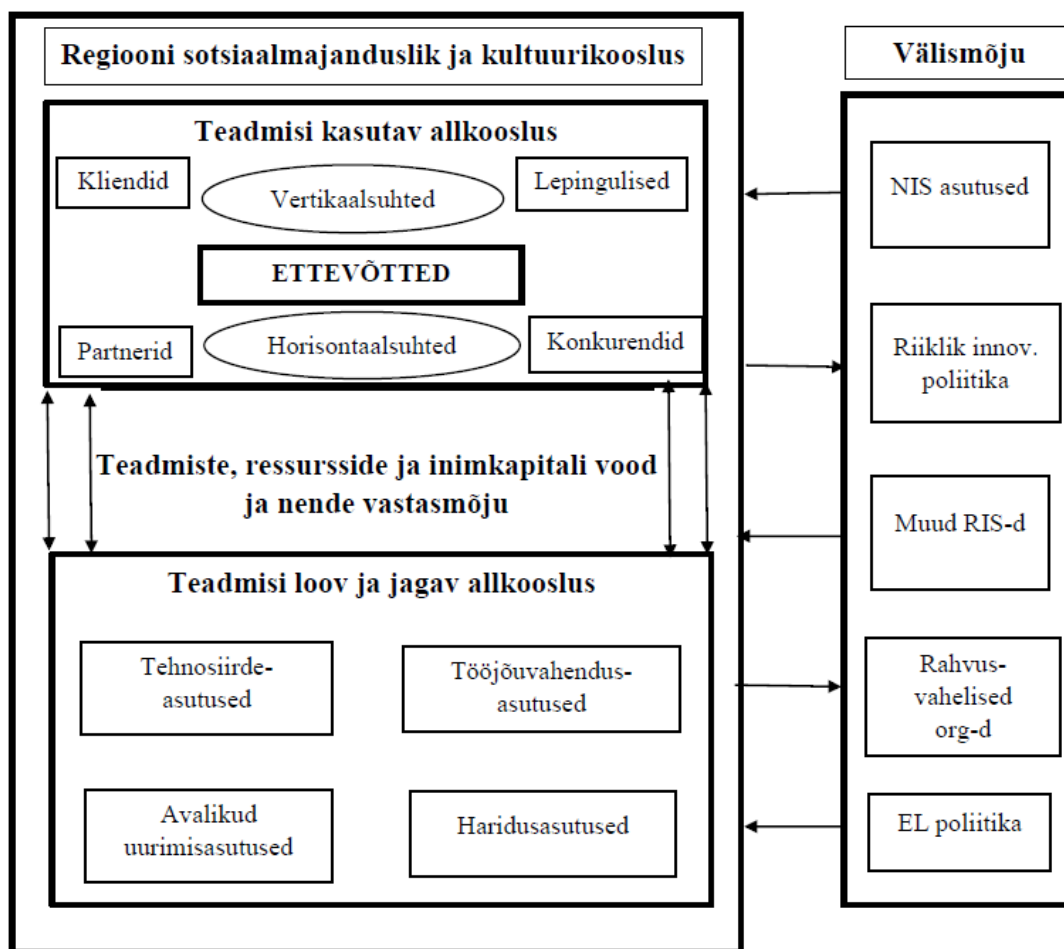 Regiooni sotsiaalmajanduslik ja kultuurikooslus
Teadmisi kasutav allkooslus
Kliendid
Vertikaalsuhted
Lepingulised
ETTEVÕTTED
Partnerid
Horisontaalsuhted
Konkurendid
Teadmiste, ressursside ja inimkapitali vood
ja nende vastasmõju
Teadmisi loov ja jagav allkooslus
Tehnosiirde-
asutused
Tööjõuvahendus-
asutused
Avalikud
uurimisasutused
Haridusasutused
Välismõju
NIS asutused
Riiklik innov.
poliitika
Muud RIS-d
Rahvus-
vahelised
org-d
EL poliitika